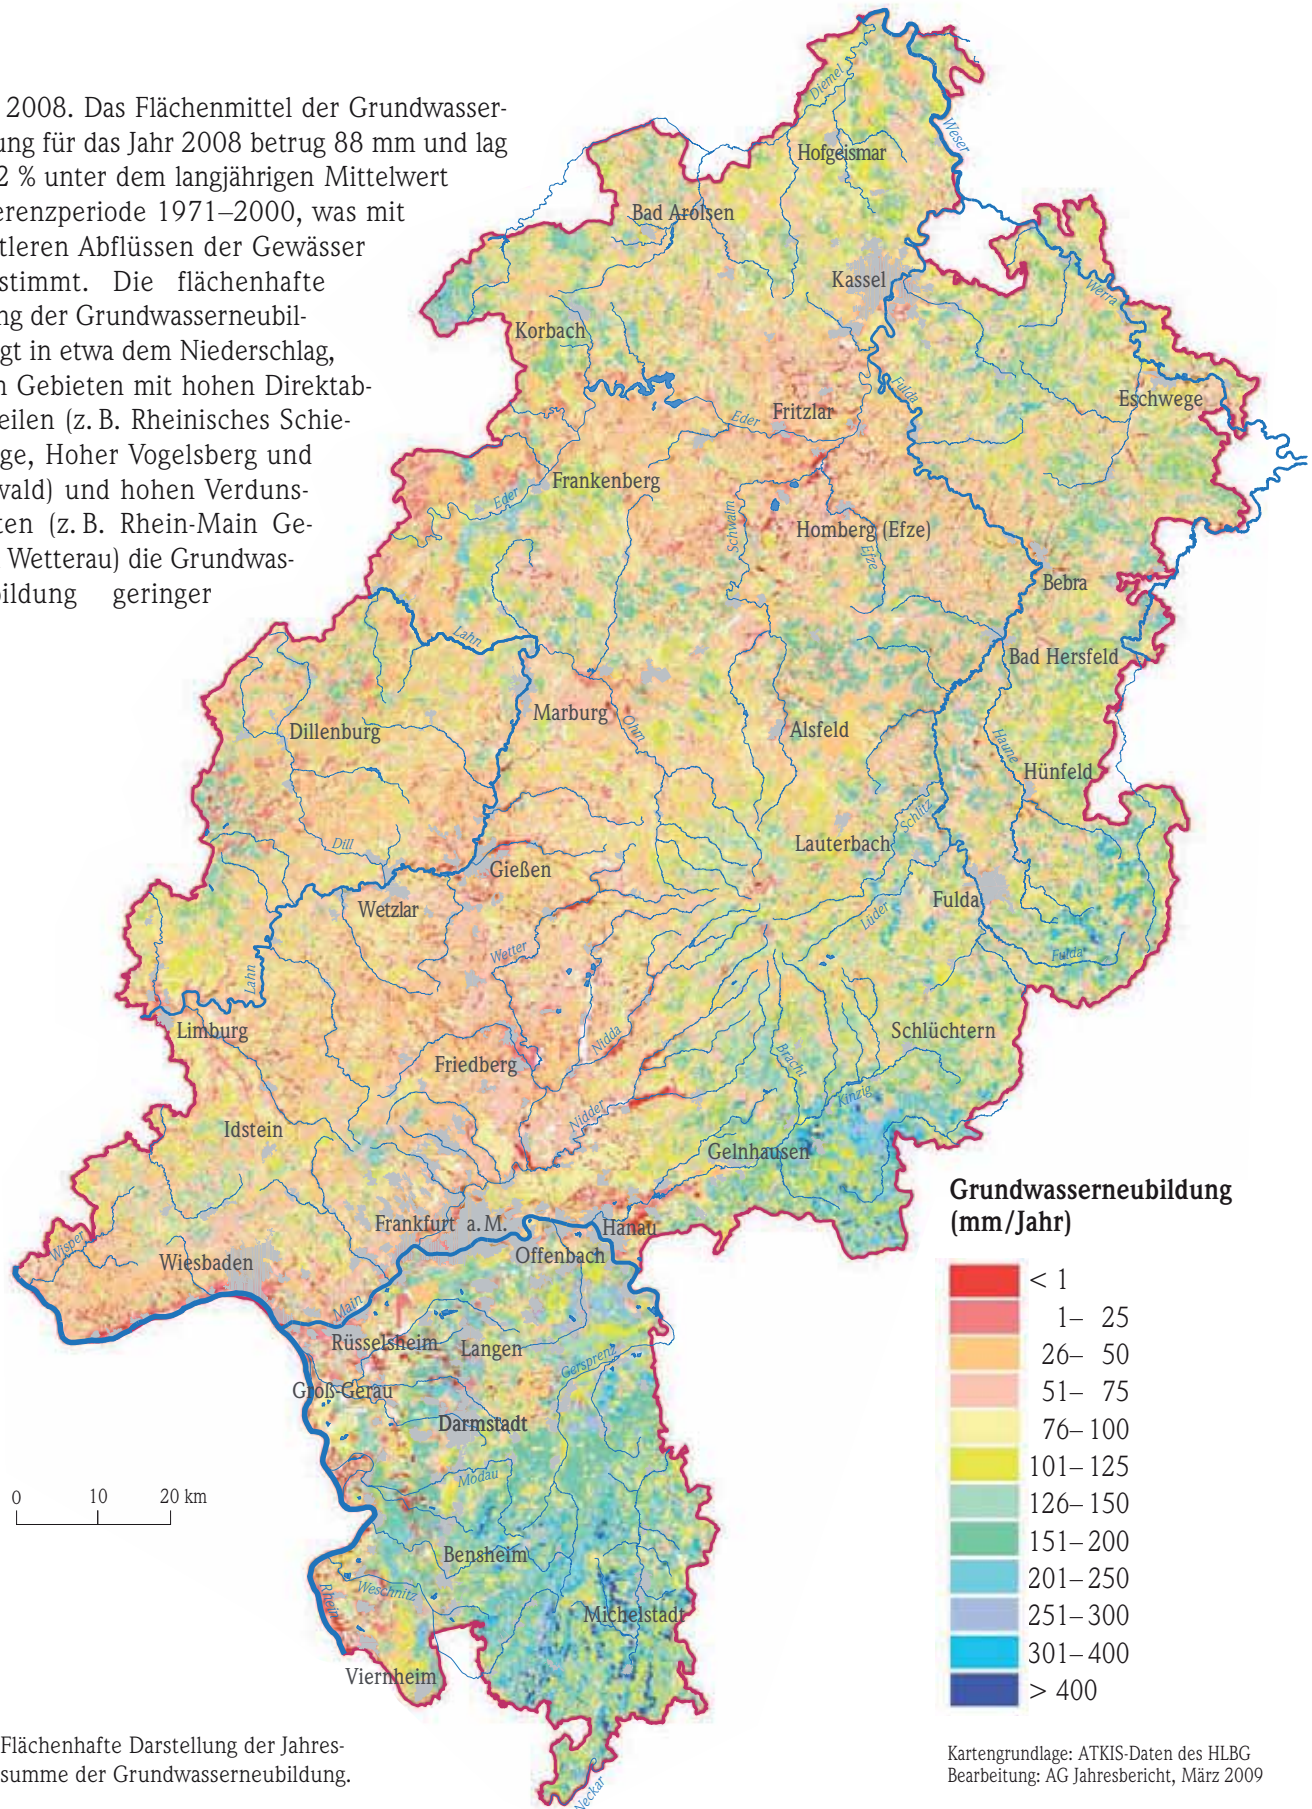 2008. Das Flächenmittel der Grundwasser-
ung für das Jahr 2008 betrug 88 mm und lag
2 % unter dem langjährigen Mittelwert
erenzperiode 1971–2000, was mit
tleren Abflüssen der Gewässer
stimmt. Die flächenhafte
ng der Grundwasserneubil-
gt in etwa dem Niederschlag,
n Gebieten mit hohen Direktab-
eilen (z. B. Rheinisches Schie-
ge, Hoher Vogelsberg und
wald) und hohen Verduns-
ten (z. B. Rhein-Main Ge-
Wetterau) die Grundwas-
bildung geringer
Diemel
Hofgeismar
Weser
Bad Arolsen
Kassel
Werra
Korbach
Fulda
Eschwege
Eder
Fritzlar
Frankenberg
Eder
Schwalm
Homberg (Efze)
Efze
Bebra
Lahn
Bad Hersfeld
Marburg
Ohm
Dillenburg
Alsfeld
Haune
Hünfeld
Schlitz
Lauterbach
Dill
Gießen
Wetzlar
Fulda
Lüder
Wetter
Fulda
Lahn
Limburg
Schlüchtern
Nidda
Friedberg
Bracht
Kinzig
Nidder
Idstein
Gelnhausen
Frankfurt a. M.
Hanau
Wisper
Offenbach
Wiesbaden
Main
Rüsselsheim
Langen
Gersprenz
Groß-Gerau
Darmstadt
Modau
Bensheim
Weschnitz
Rhein
Michelstadt
Viernheim
Neckar
0 10 20 km
Grundwasserneubildung
(mm/Jahr)
< 1
1– 25
26– 50
51– 75
76–100
101–125
126–150
151–200
201–250
251–300
301–400
> 400
Flächenhafte Darstellung der Jahres-
summe der Grundwasserneubildung.
Kartengrundlage: ATKIS-Daten des HLBG
Bearbeitung: AG Jahresbericht, März 2009